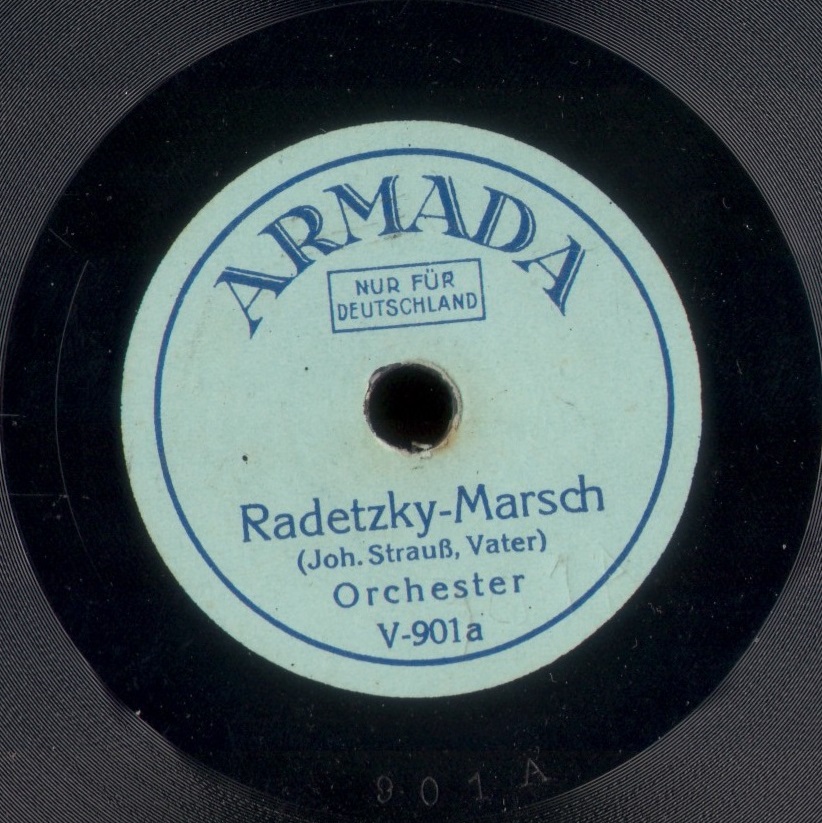 ARMADA
NUR FÜR
DEUTSCHLAND
Radetzky-Marsch
(Joh. Strauß, Vater)
Orchester
V-901a
901A